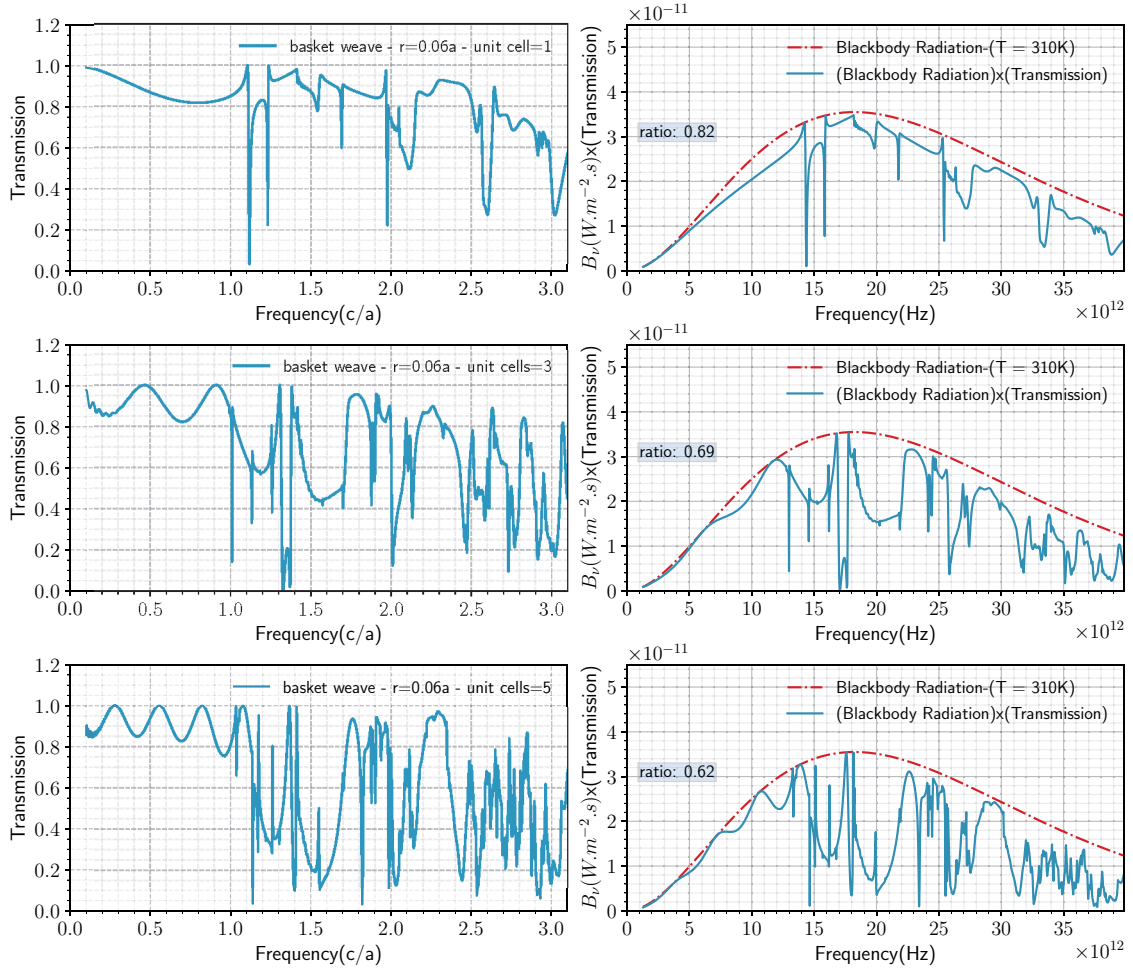 basket weave - r=0.06a - unit cell=1
Transmission
1.2
1.0
0.8
0.6
0.4
0.2
0.0
0.0 0.5 1.0 1.5 2.0 2.5 3.0
Frequency(c/a)
×10⁻¹¹
Blackbody Radiation-(T = 310K)
(Blackbody Radiation)x(Transmission)
ratio: 0.82
Bν(W.m⁻².s)x(Transmission)
5
4
3
2
1
0
0 5 10 15 20 25 30 35
×10¹²
Frequency(Hz)
basket weave - r=0.06a - unit cells=3
Transmission
1.2
1.0
0.8
0.6
0.4
0.2
0.0
0.0 0.5 1.0 1.5 2.0 2.5 3.0
Frequency(c/a)
×10⁻¹¹
Blackbody Radiation-(T = 310K)
(Blackbody Radiation)x(Transmission)
ratio: 0.69
Bν(W.m⁻².s)x(Transmission)
5
4
3
2
1
0
0 5 10 15 20 25 30 35
×10¹²
Frequency(Hz)
basket weave - r=0.06a - unit cells=5
Transmission
1.2
1.0
0.8
0.6
0.4
0.2
0.0
0.0 0.5 1.0 1.5 2.0 2.5 3.0
Frequency(c/a)
×10⁻¹¹
Blackbody Radiation-(T = 310K)
(Blackbody Radiation)x(Transmission)
ratio: 0.62
Bν(W.m⁻².s)x(Transmission)
5
4
3
2
1
0
0 5 10 15 20 25 30 35
×10¹²
Frequency(Hz)